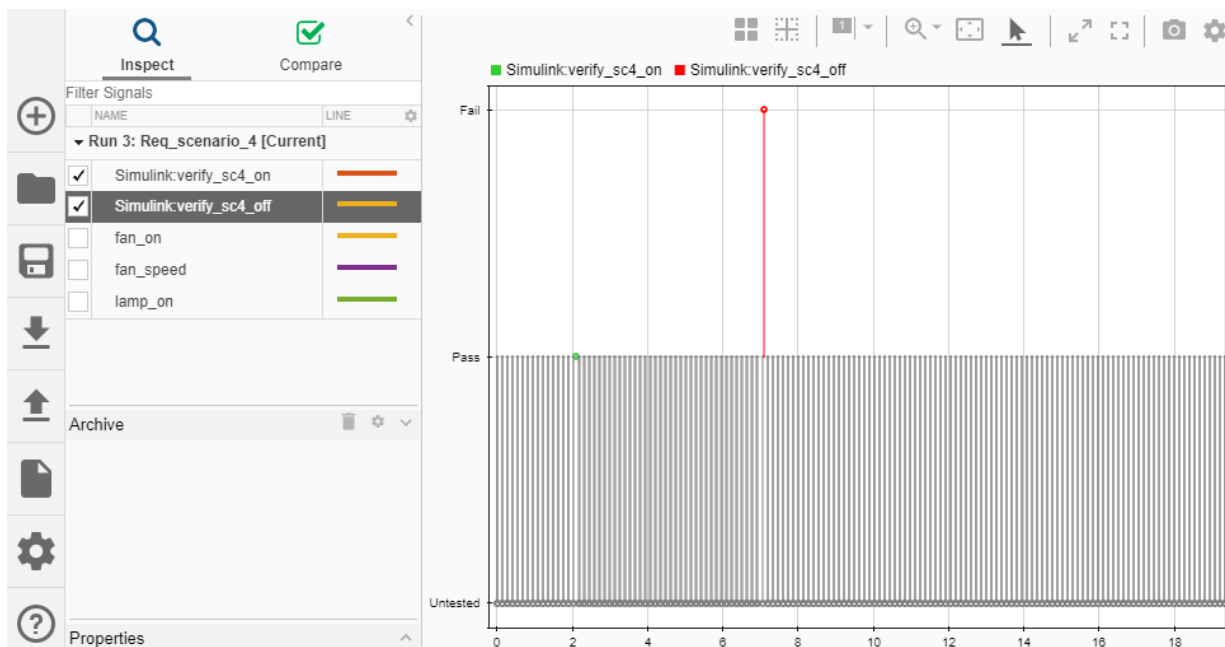 Inspect
Compare
Filter Signals
NAME
LINE
Run 3: Req_scenario_4 [Current]
Simulink:verify_sc4_on
Simulink:verify_sc4_off
fan_on
fan_speed
lamp_on
Archive
Properties
1
Simulink:verify_sc4_on Simulink:verify_sc4_off
Fail
Pass
Untested
0 2 4 6 8 10 12 14 16 18